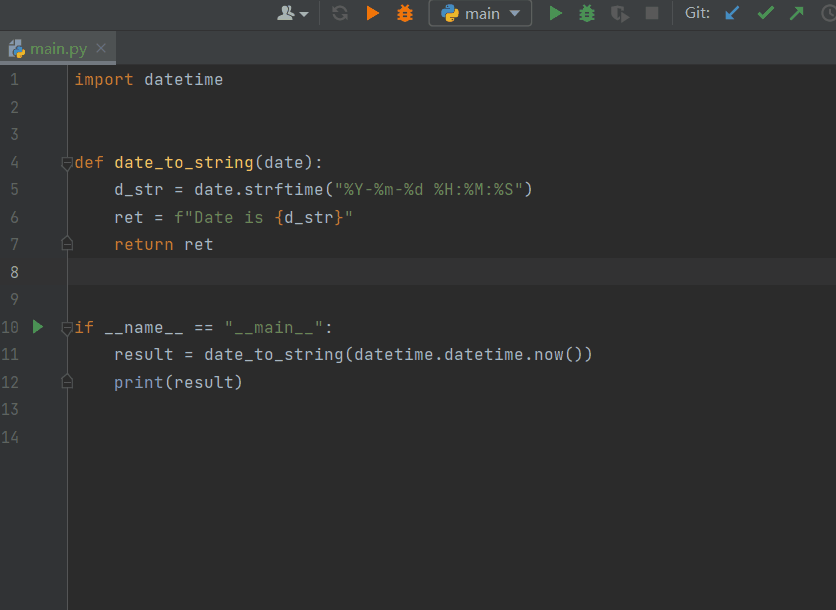 main
Git:
main.py
1 import datetime
2
3
4 def date_to_string(date):
5     d_str = date.strftime("%Y-%m-%d %H:%M:%S")
6     ret = f"Date is {d_str}"
7     return ret
8
9
10 if __name__ == "__main__":
11     result = date_to_string(datetime.datetime.now())
12     print(result)
13
14